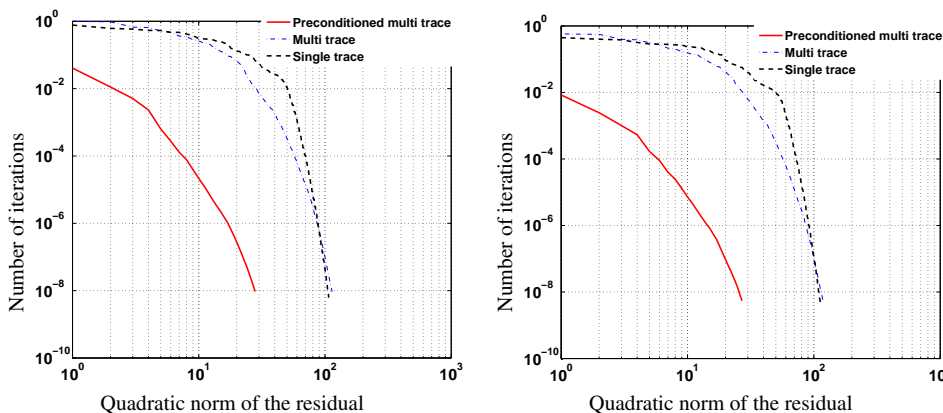 Preconditioned multi trace
Multi trace
Single trace
10^0
10^-2
10^-4
10^-6
10^-8
10^-10
Number of iterations
10^0
10^1
10^2
10^3
Quadratic norm of the residual
Preconditioned multi trace
Multi trace
Single trace
10^0
10^-2
10^-4
10^-6
10^-8
10^-10
Number of iterations
10^0
10^1
10^2
10
Quadratic norm of the residual